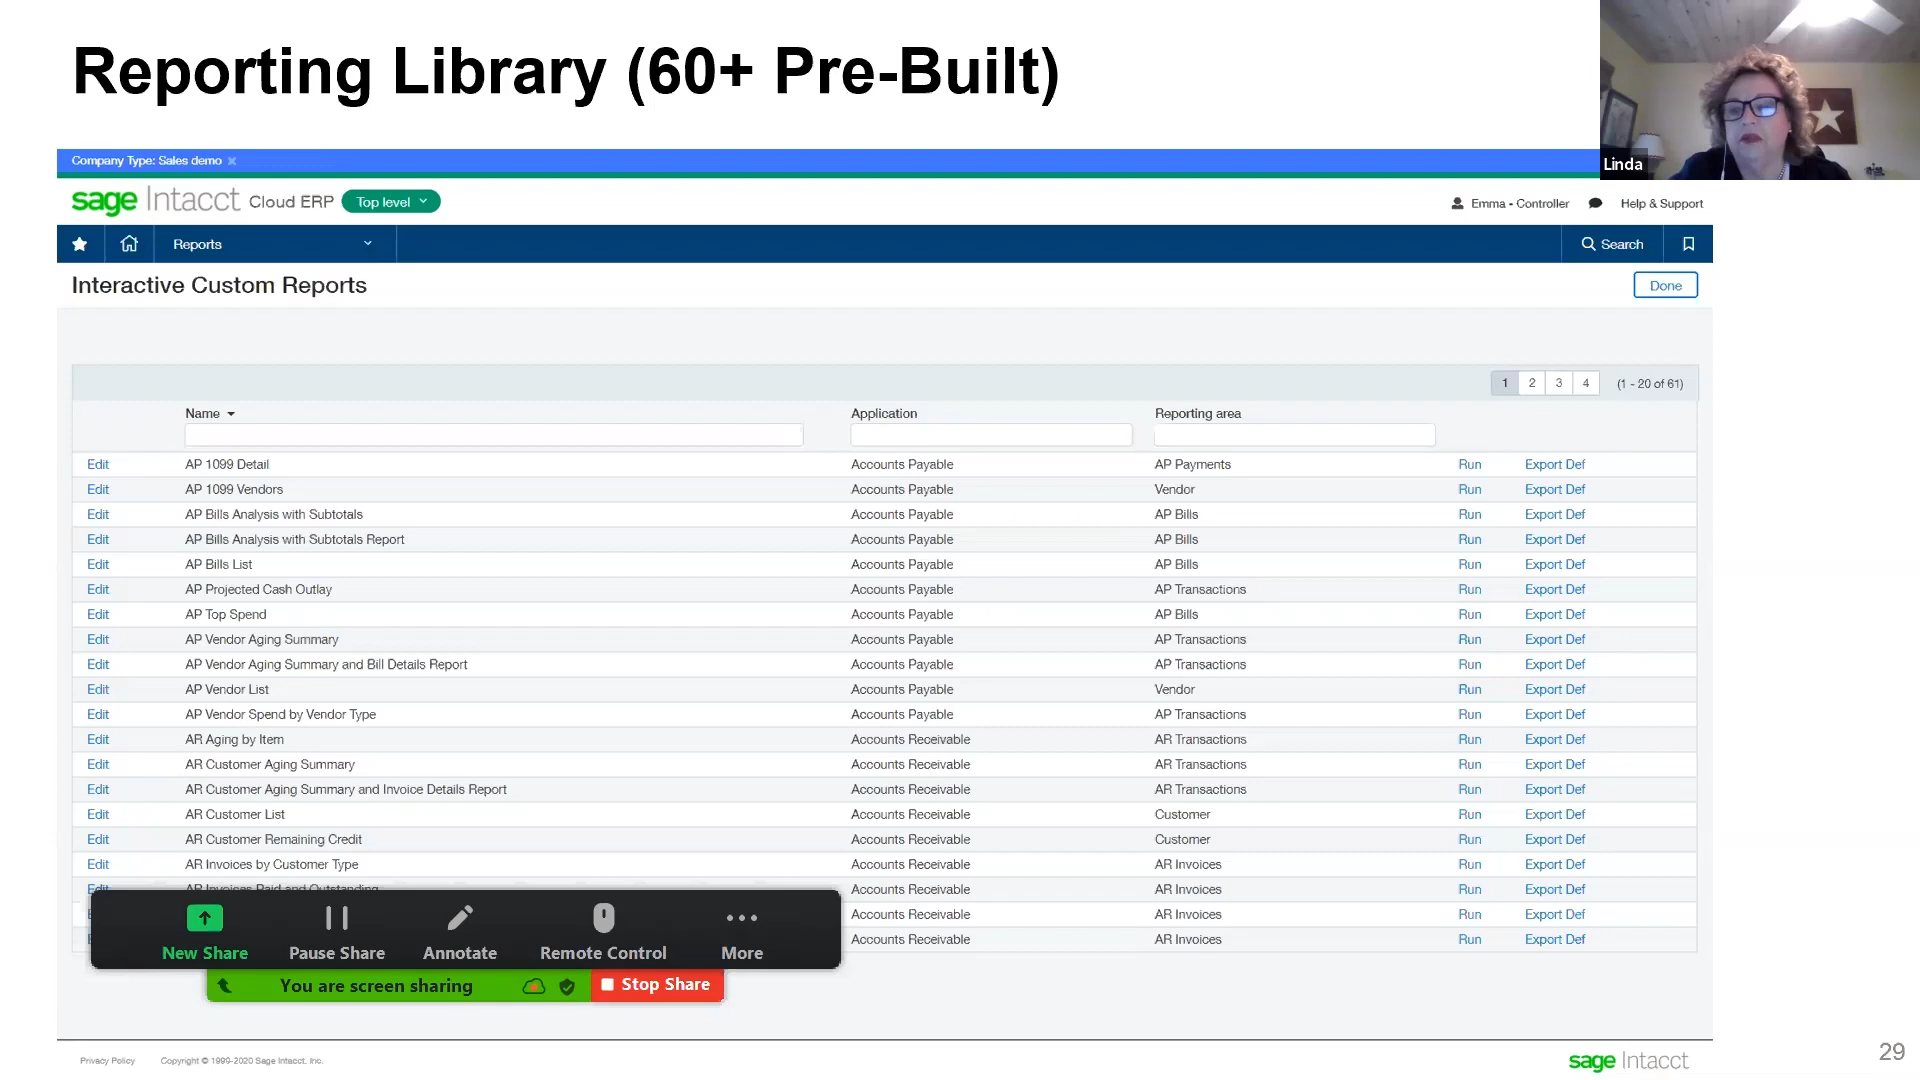 Reporting Library (60+ Pre-Built)
Linda
Company Type: Sales demo ×
sage Intacct Cloud ERP Top level
Emma - Controller Help & Support
Reports Search
Interactive Custom Reports Done
1 2 3 4 (1 - 20 of 61)
Name Application Reporting area
Edit AP 1099 Detail Accounts Payable AP Payments Run Export Def
Edit AP 1099 Vendors Accounts Payable Vendor Run Export Def
Edit AP Bills Analysis with Subtotals Accounts Payable AP Bills Run Export Def
Edit AP Bills Analysis with Subtotals Report Accounts Payable AP Bills Run Export Def
Edit AP Bills List Accounts Payable AP Bills Run Export Def
Edit AP Projected Cash Outlay Accounts Payable AP Transactions Run Export Def
Edit AP Top Spend Accounts Payable AP Bills Run Export Def
Edit AP Vendor Aging Summary Accounts Payable AP Transactions Run Export Def
Edit AP Vendor Aging Summary and Bill Details Report Accounts Payable AP Transactions Run Export Def
Edit AP Vendor List Accounts Payable Vendor Run Export Def
Edit AP Vendor Spend by Vendor Type Accounts Payable AP Transactions Run Export Def
Edit AR Aging by Item Accounts Receivable AR Transactions Run Export Def
Edit AR Customer Aging Summary Accounts Receivable AR Transactions Run Export Def
Edit AR Customer Aging Summary and Invoice Details Report Accounts Receivable AR Transactions Run Export Def
Edit AR Customer List Accounts Receivable Customer Run Export Def
Edit AR Customer Remaining Credit Accounts Receivable Customer Run Export Def
Edit AR Invoices by Customer Type Accounts Receivable AR Invoices Run Export Def
Edit AR Invoices Paid and Outstanding Accounts Receivable AR Invoices Run Export Def
Accounts Receivable AR Invoices Run Export Def
Accounts Receivable AR Invoices Run Export Def
New Share Pause Share Annotate Remote Control More
You are screen sharing Stop Share
Privacy Policy Copyright © 1999-2020 Sage Intacct, Inc.
sage Intacct
29